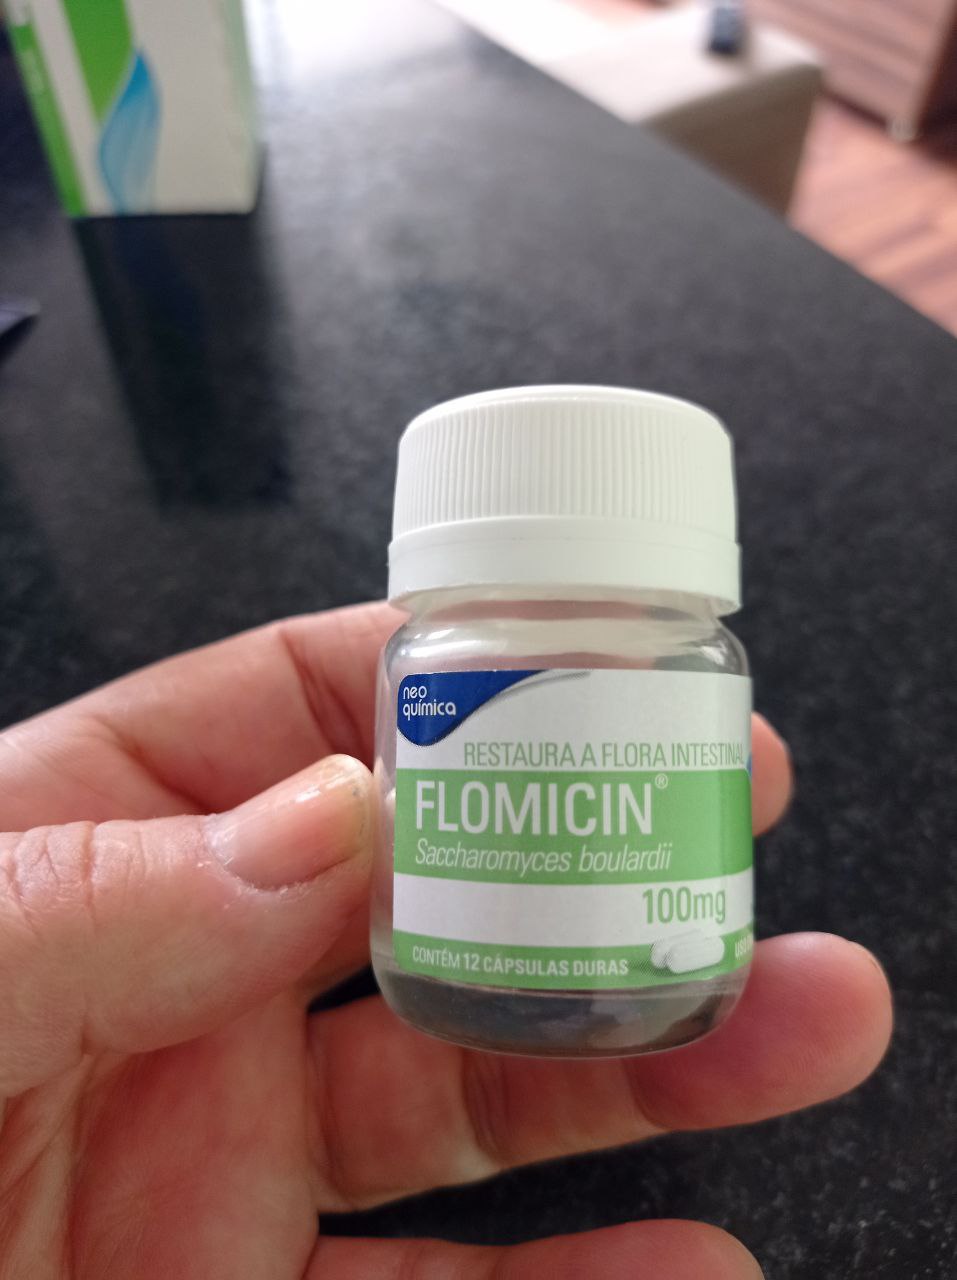 neo
química
RESTAURA A FLORA INTESTINAL
FLOMICIN®
Saccharomyces boulardii
100mg
CONTÉM 12 CÁPSULAS DURAS